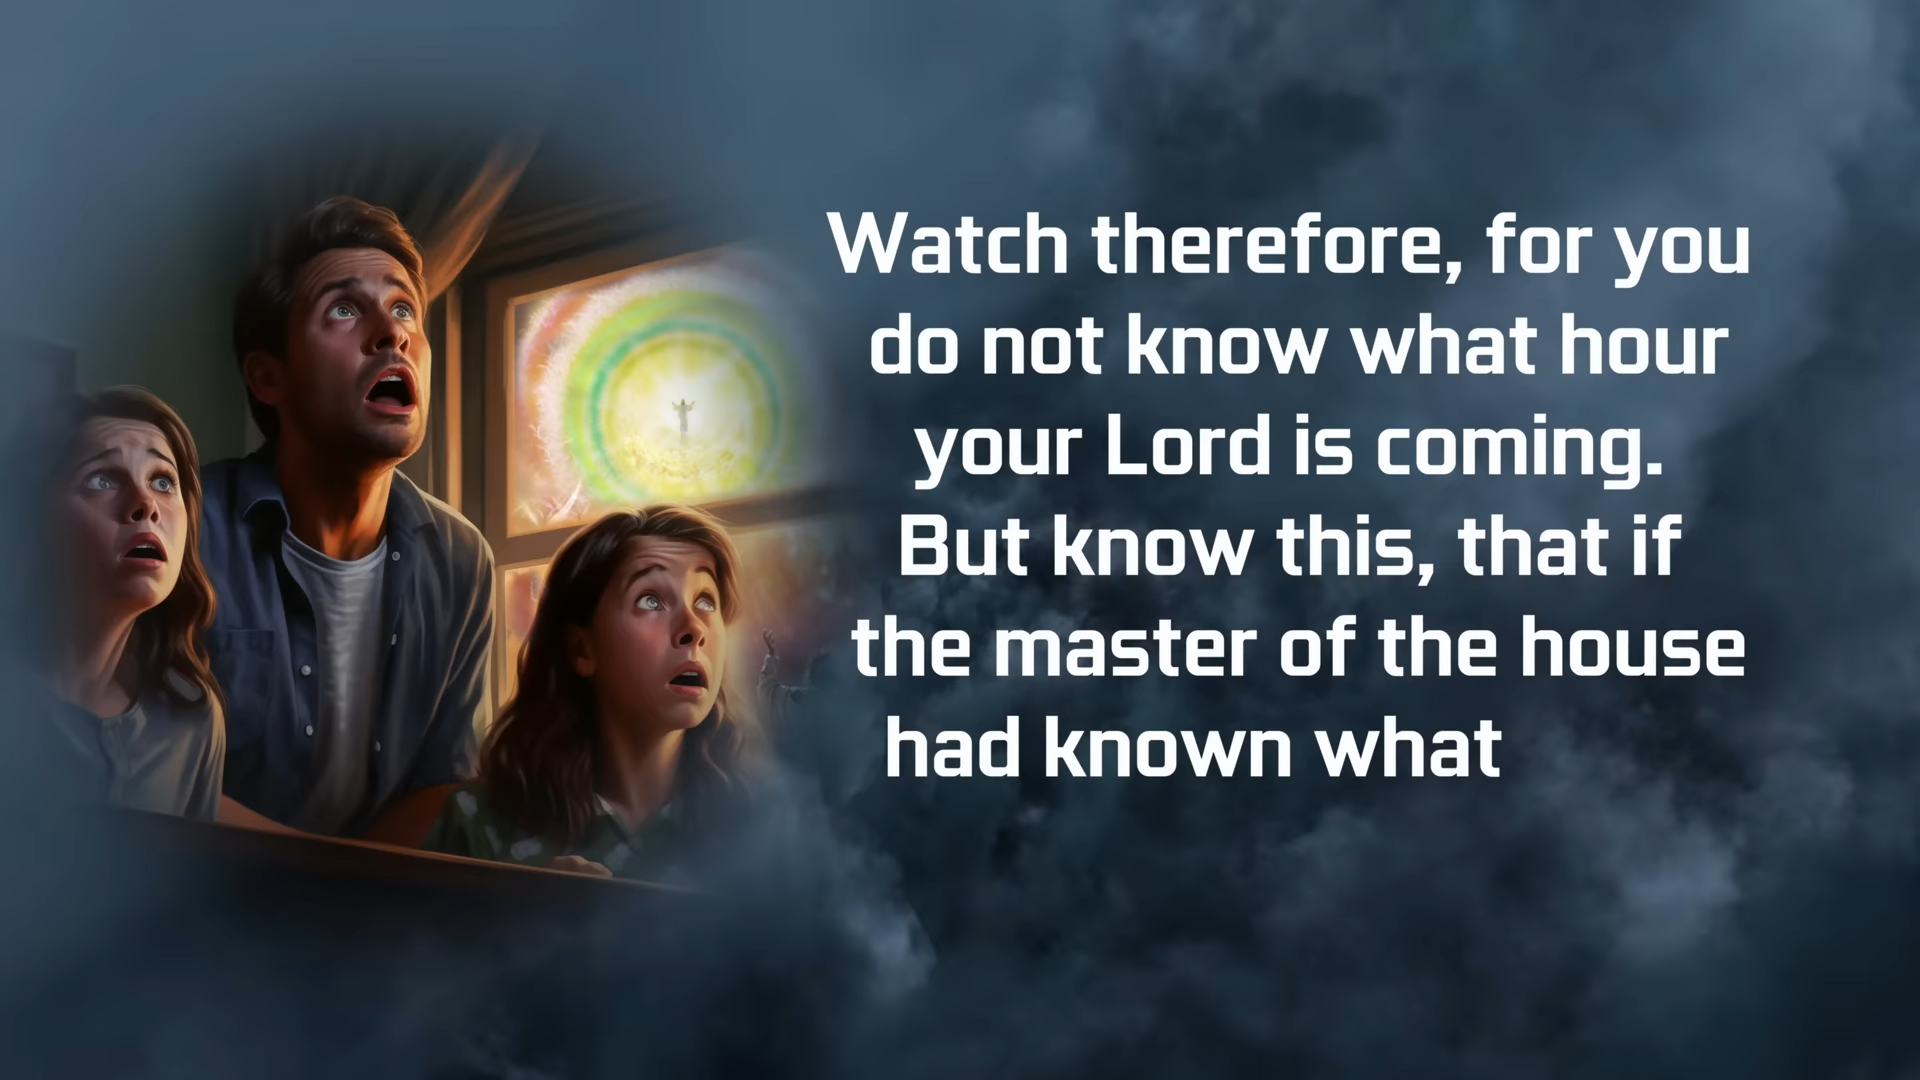 Watch therefore, for you
do not know what hour
your Lord is coming.
But know this, that if
the master of the house
had known what